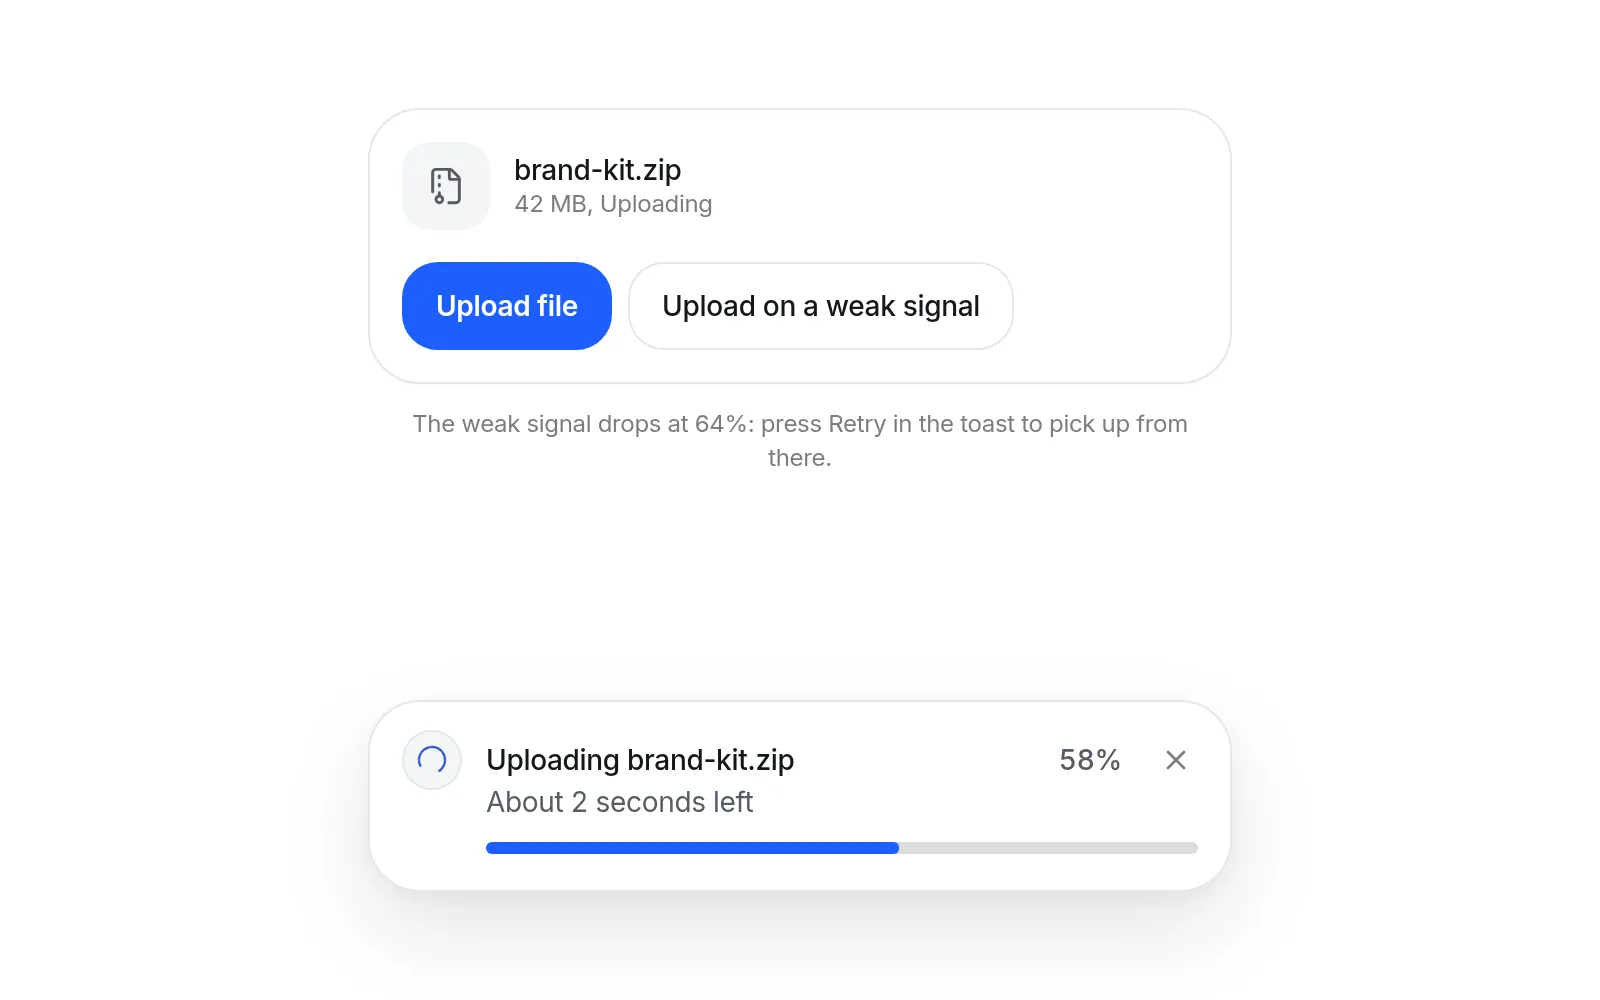 brand-kit.zip
42 MB, Uploading
Upload file
Upload on a weak signal
The weak signal drops at 64%: press Retry in the toast to pick up from
there.
Uploading brand-kit.zip
58%
About 2 seconds left